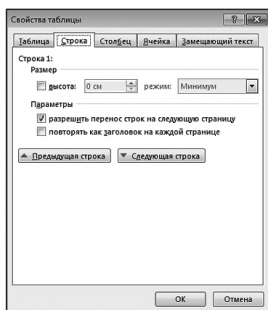 Свойства таблицы
Таблица Строка Столбец Ячейка Замещающий текст
Строка 1:
Размер
высота: 0 см режим: Минимум
Параметры
разрешить перенос строк на следующую страницу
повторять как заголовок на каждой странице
Предыдущая строка Следующая строка
ОК Отмена